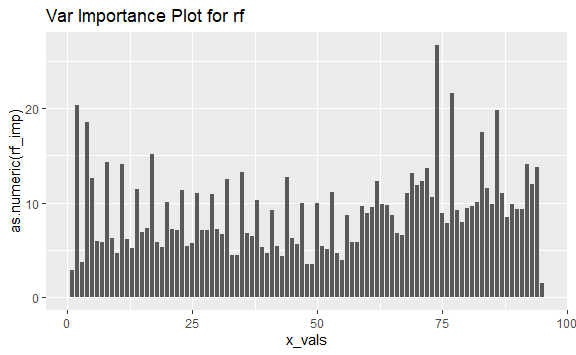 Var Importance Plot for rf
as.numeric(rf_imp)
20
10
0
0 25 50 75 100
x_vals